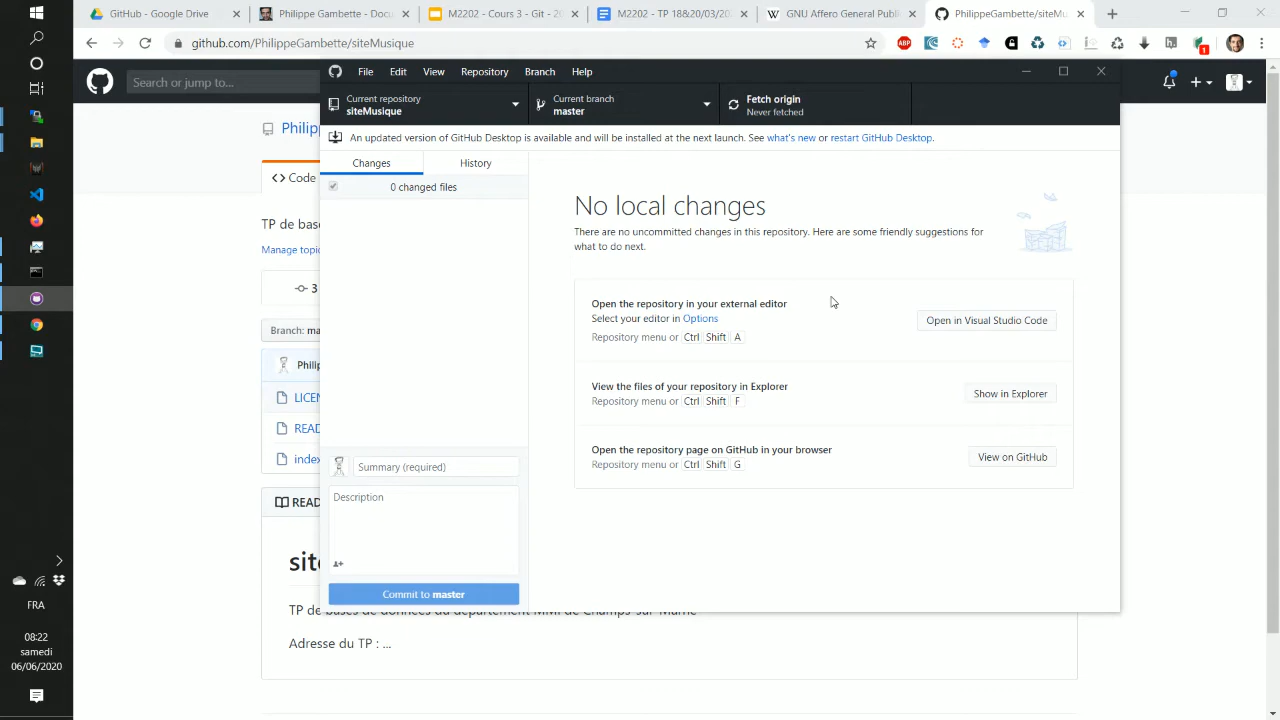 GitHub - Google Drive
Philippe Gambette - Docu
M2202 - Cours 3 - Git - 20
M2202 - TP 18&20/03/20
GNU Affero General Publi
PhilippeGambette/siteMu
github.com/PhilippeGambette/siteMusique
Search or jump to...
File Edit View Repository Branch Help
Current repository
siteMusique
Current branch
master
Fetch origin
Never fetched
An updated version of GitHub Desktop is available and will be installed at the next launch. See what's new or restart GitHub Desktop.
Changes
History
0 changed files
No local changes
There are no uncommitted changes in this repository. Here are some friendly suggestions for
what to do next.
Open the repository in your external editor
Select your editor in Options
Repository menu or Ctrl Shift A
Open in Visual Studio Code
View the files of your repository in Explorer
Repository menu or Ctrl Shift F
Show in Explorer
Open the repository page on GitHub in your browser
Repository menu or Ctrl Shift G
View on GitHub
Summary (required)
Description
Commit to master
Philip
Code
TP de bas
Manage topic
3
Branch: ma
Philip
LICEN
READ
index
READ
site
TP de bases de données du département MMI de Champs-sur-Marne
Adresse du TP : ...
FRA
08:22
samedi
06/06/2020
1
ABP